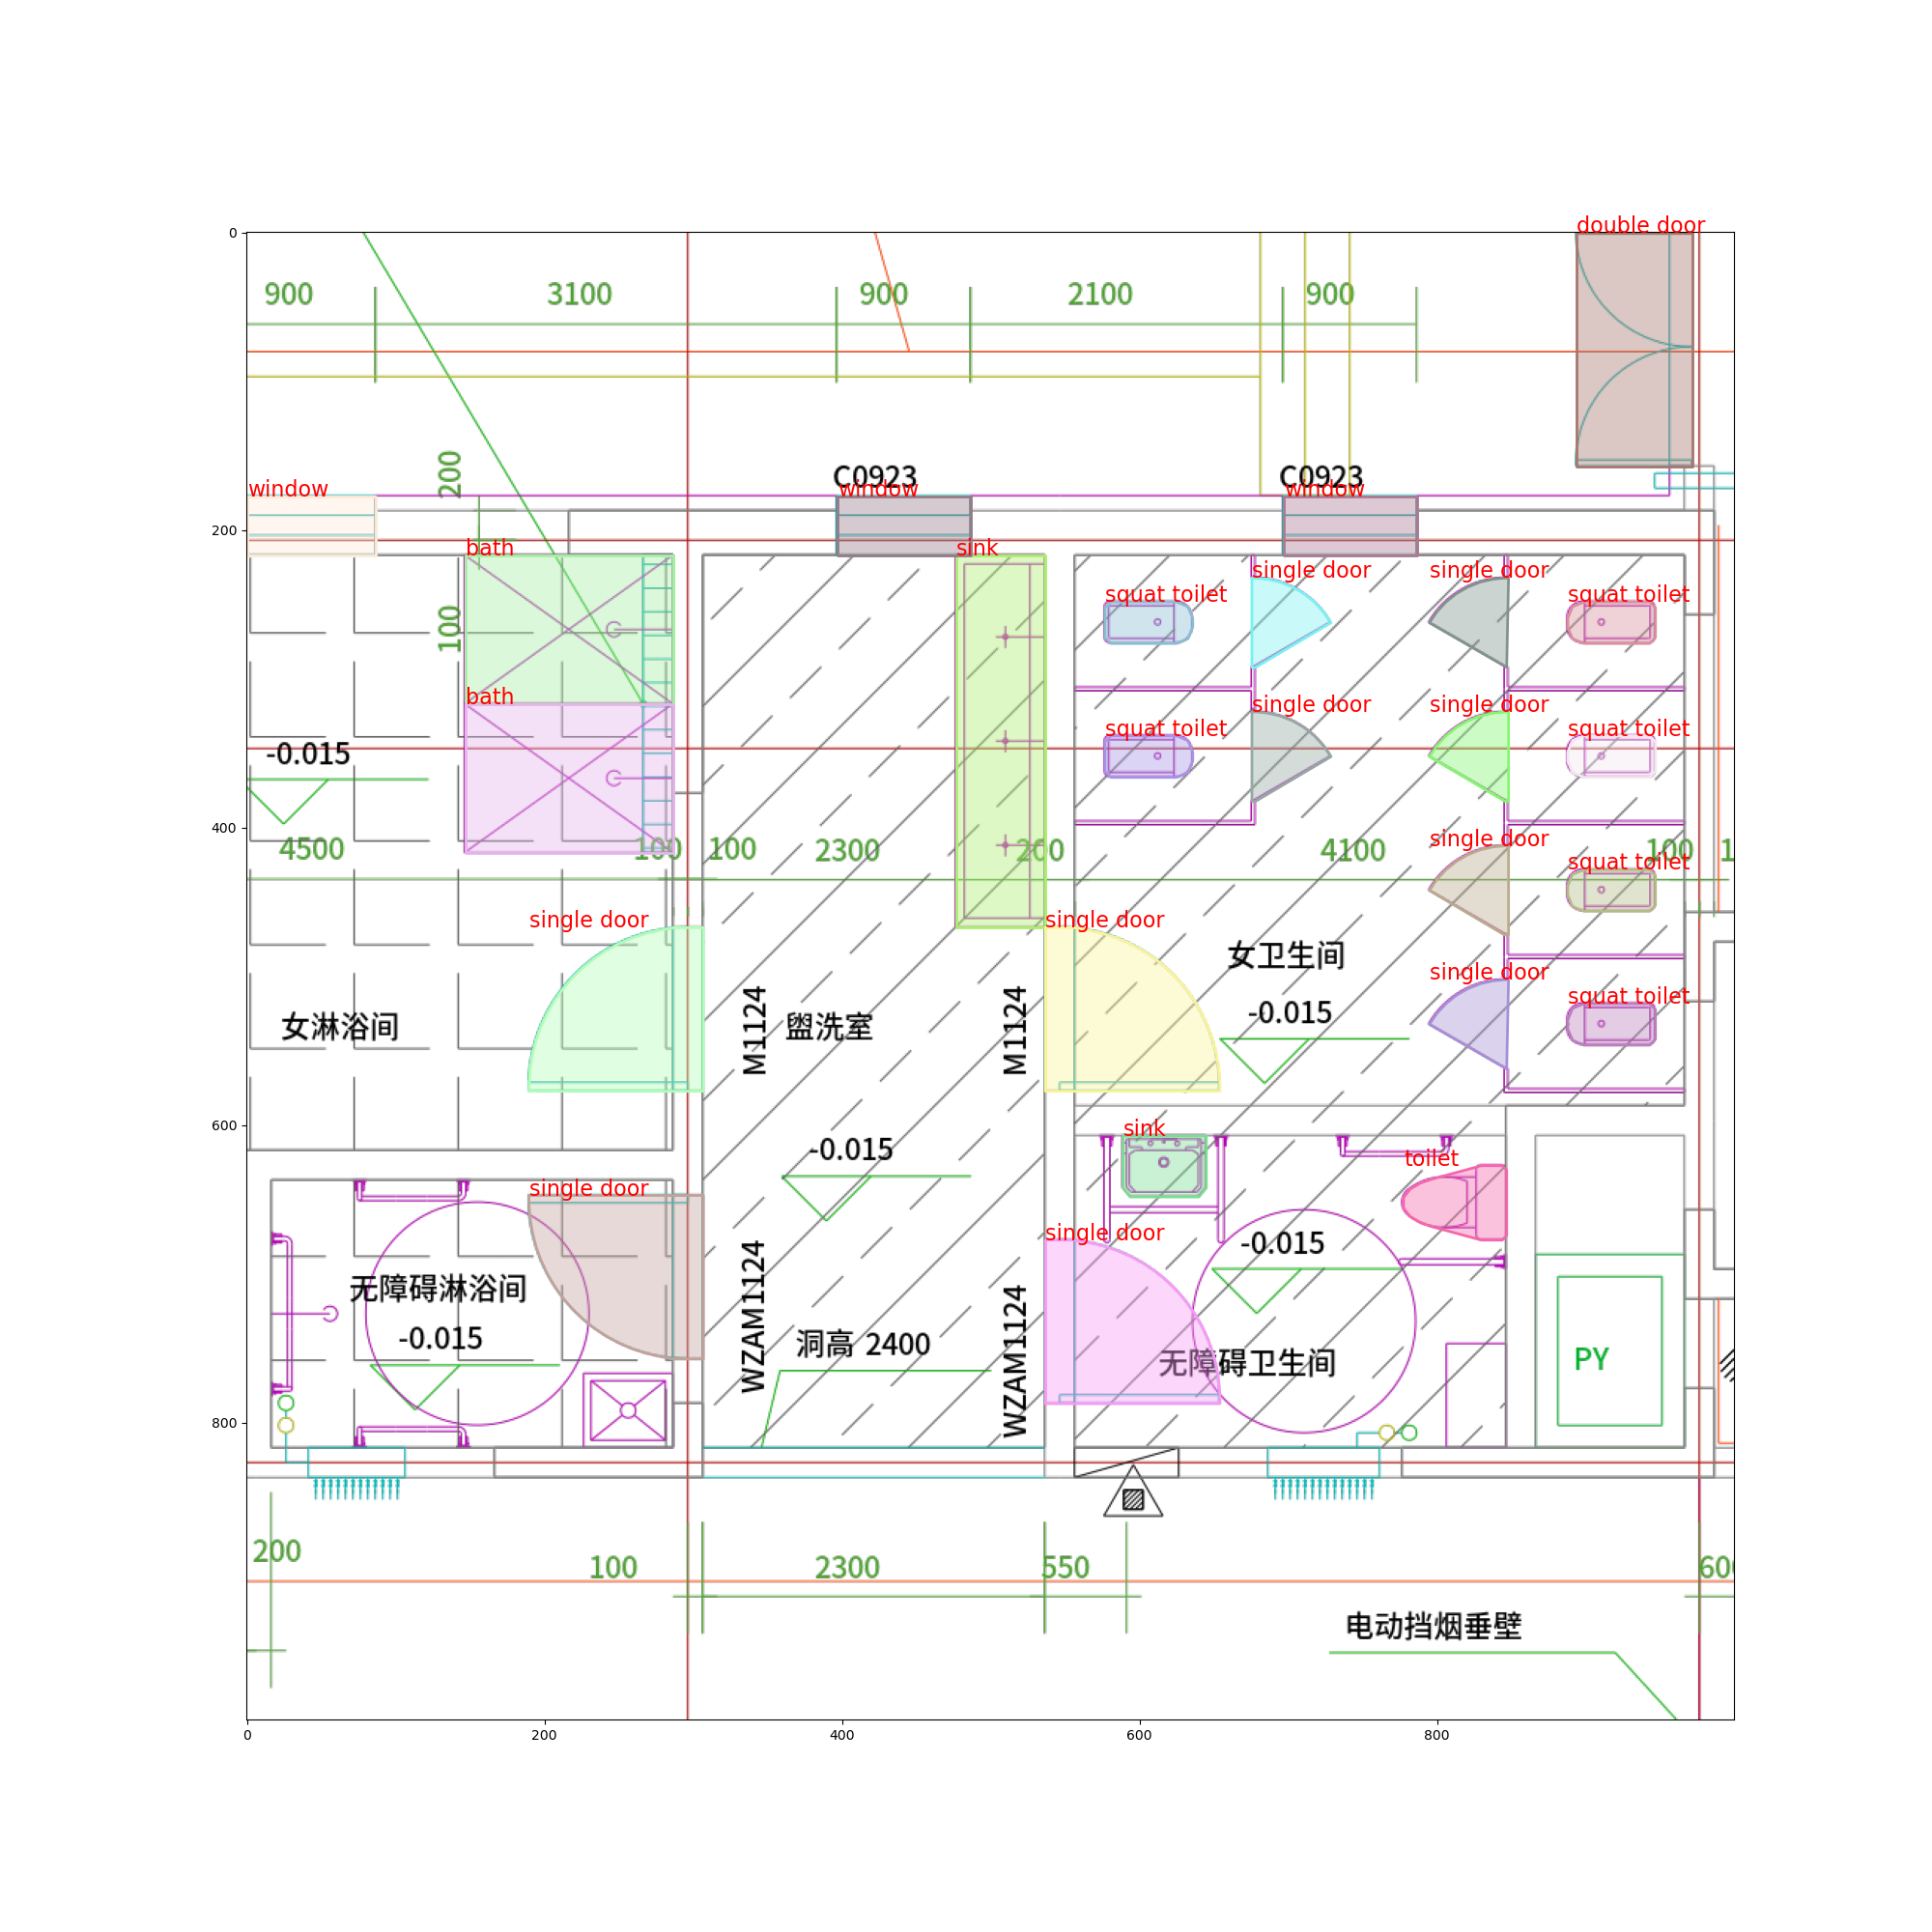 double door
0
900
3100
900
2100
900
200
C0923
C0923
window
window
window
200
bath
sink
single door
single door
squat toilet
squat toilet
100
bath
single door
single door
squat toilet
squat toilet
-0.015
400
4500
100
100
2300
200
4100
single door
100
1
squat toilet
single door
single door
女卫生间
single door
squat toilet
-0.015
女淋浴间
M1124
盥洗室
M1124
600
sink
-0.015
toilet
single door
single door
-0.015
无障碍淋浴间
-0.015
WZAM1124
洞高 2400
WZAM1124
无障碍卫生间
PY
800
200
100
2300
550
600
电动挡烟垂壁
0
200
400
600
800